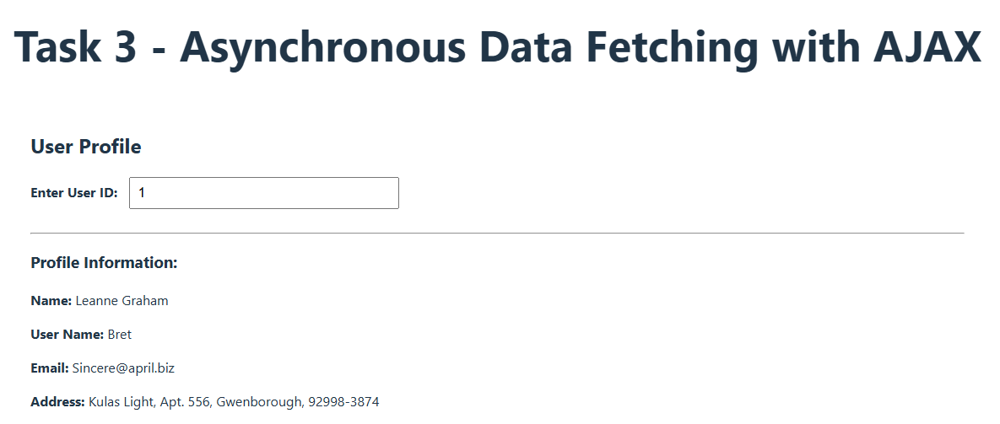 Task 3 - Asynchronous Data Fetching with AJAX
User Profile
Enter User ID: 1
Profile Information:
Name: Leanne Graham
User Name: Bret
Email: Sincere@april.biz
Address: Kulas Light, Apt. 556, Gwenborough, 92998-3874